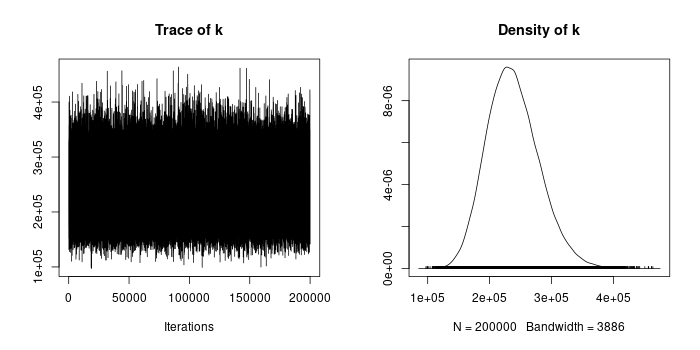 Trace of k
1e+05 2e+05 3e+05 4e+05
0 50000 100000 150000 200000
Iterations
Density of k
0e+00 4e-06 8e-06
1e+05 2e+05 3e+05 4e+05
N = 200000 Bandwidth = 3886